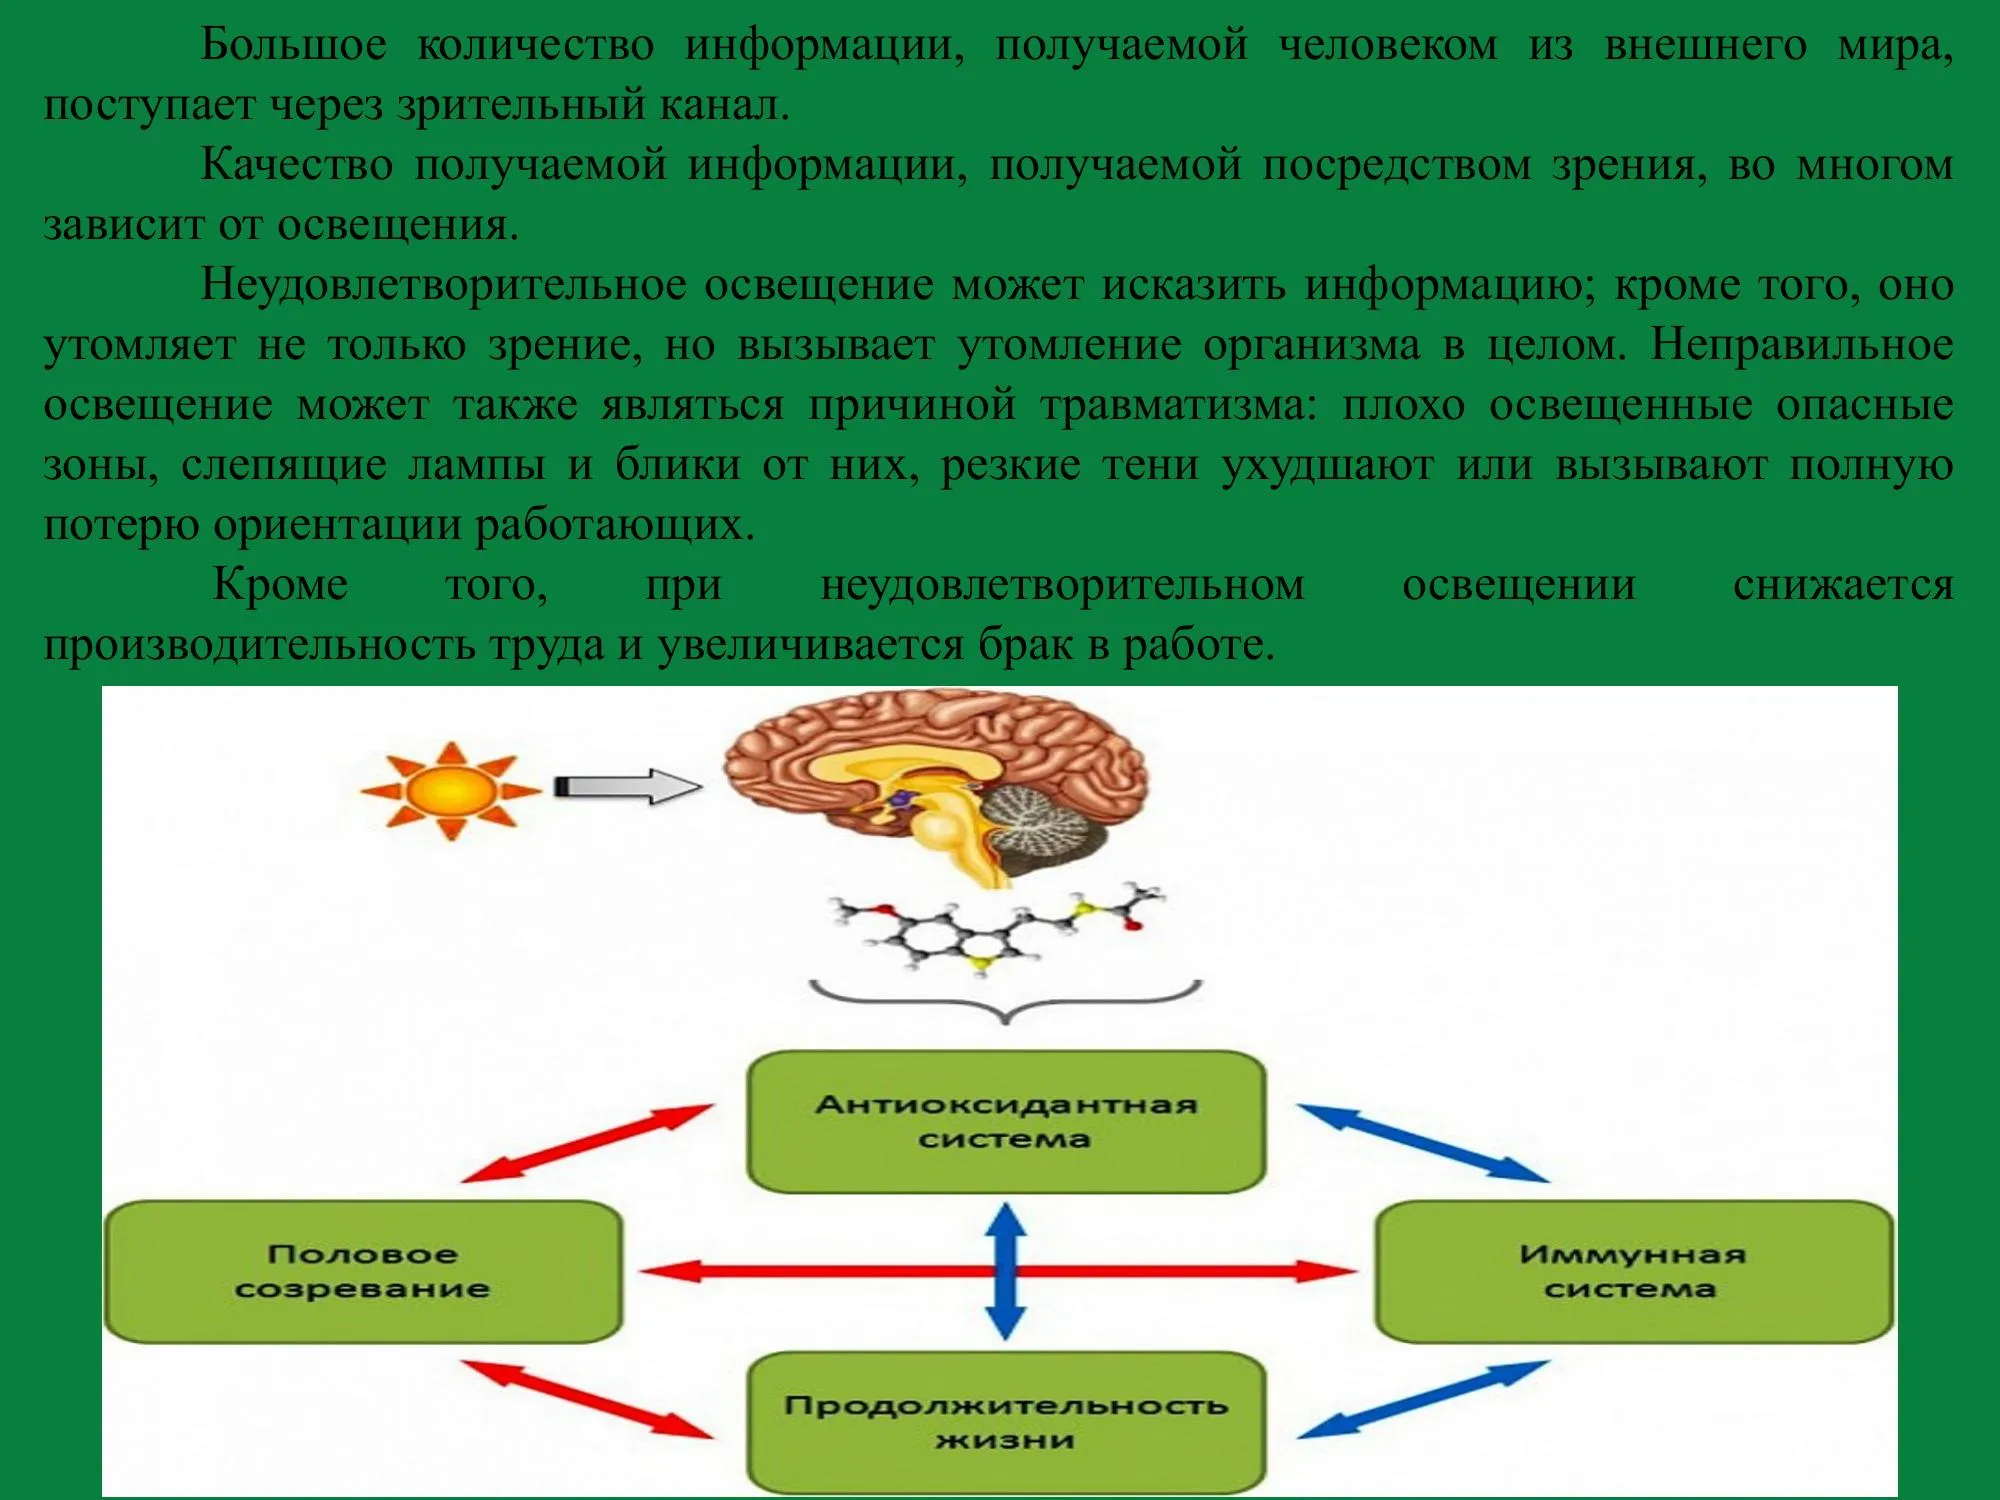 Большое количество информации, получаемой человеком из внешнего мира,
поступает через зрительный канал.
Качество получаемой информации, получаемой посредством зрения, во многом
зависит от освещения.
Неудовлетворительное освещение может исказить информацию; кроме того, оно
утомляет не только зрение, но вызывает утомление организма в целом. Неправильное
освещение может также являться причиной травматизма: плохо освещенные опасные
зоны, слепящие лампы и блики от них, резкие тени ухудшают или вызывают полную
потерю ориентации работающих.
Кроме того, при неудовлетворительном освещении снижается
производительность труда и увеличивается брак в работе.
Антиоксидантная
система
Половое
созревание
Иммунная
система
Продолжительность
жизни